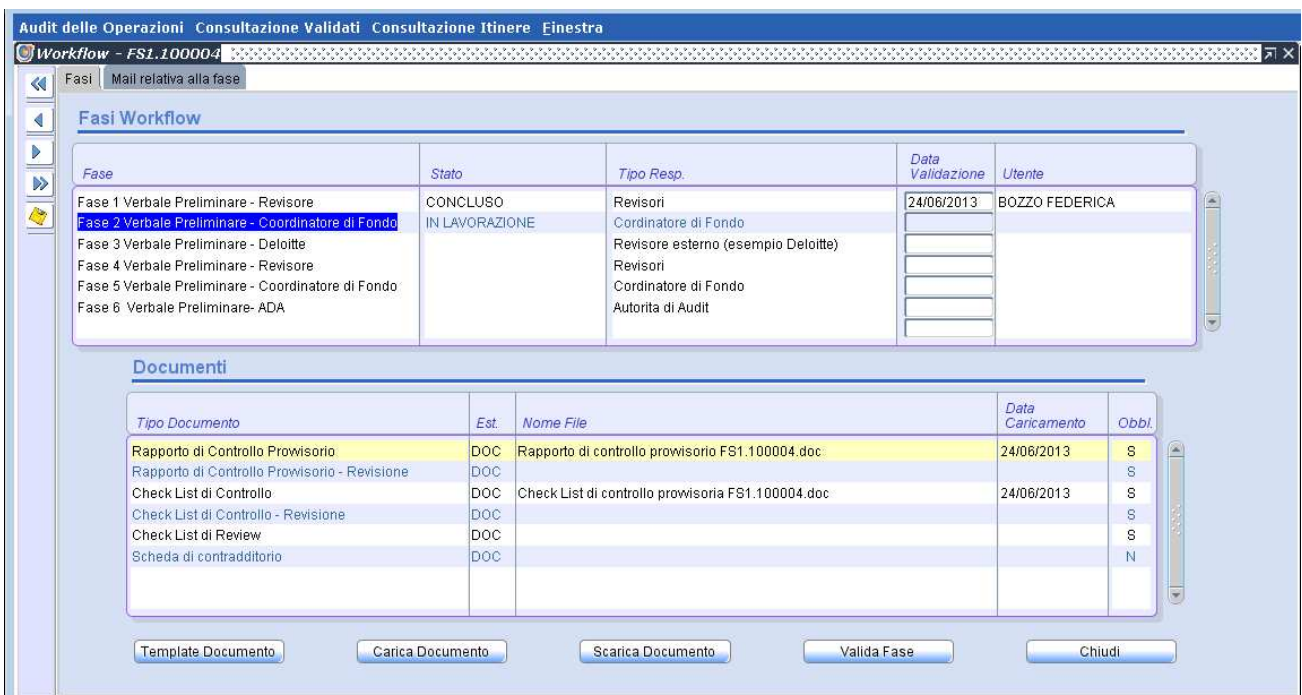 Audit delle Operazioni Consultazione Validati Consultazione Itinere Finestra
Workflow - FS1.100004
Fasi Mail relativa alla fase
Fasi Workflow
Fase Stato Tipo Resp. Data Validazione Utente
Fase 1 Verbale Preliminare - Revisore CONCLUSO Revisori 24/06/2013 BOZZO FEDERICA
Fase 2 Verbale Preliminare - Coordinatore di Fondo IN LAVORAZIONE Cordinatore di Fondo
Fase 3 Verbale Preliminare - Deloitte Revisore esterno (esempio Deloitte)
Fase 4 Verbale Preliminare - Revisore Revisori
Fase 5 Verbale Preliminare - Coordinatore di Fondo Cordinatore di Fondo
Fase 6 Verbale Preliminare- ADA Autorita di Audit
Documenti
Tipo Documento Est. Nome File Data Caricamento Obbl.
Rapporto di Controllo Provvisorio DOC Rapporto di controllo provvisorio FS1.100004.doc 24/06/2013 S
Rapporto di Controllo Provvisorio - Revisione DOC S
Check List di Controllo DOC Check List di controllo provvisoria FS1.100004.doc 24/06/2013 S
Check List di Controllo - Revisione DOC S
Check List di Review DOC S
Scheda di contradditorio DOC N
Template Documento Carica Documento Scarica Documento Valida Fase Chiudi